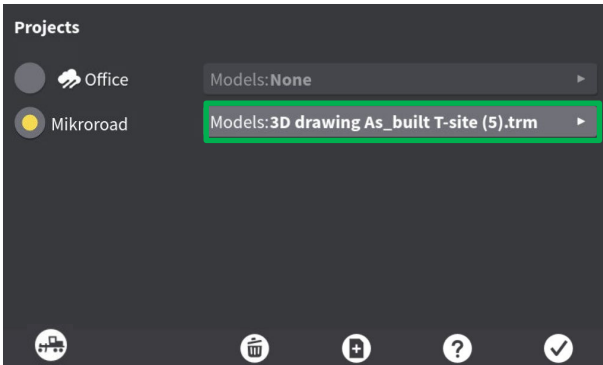 Projects
Office
Models:None
Mikroroad
Models:3D drawing As_built T-site (5).trm
?